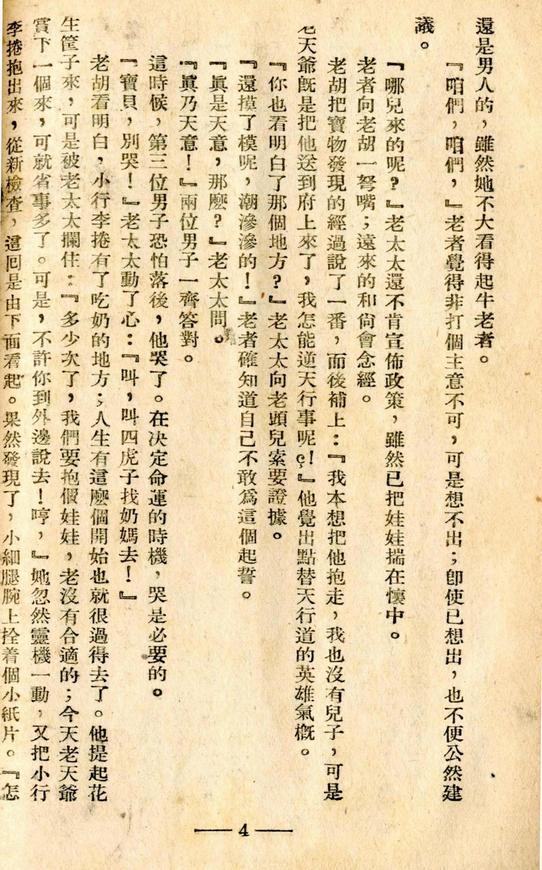 還是男人的，雖然她不大看得起牛老者。
『咱們，咱們，』老者覺得非打個主意不可，可是想不出；卽使已想出，也不便公然建
議。
『哪兒來的呢？』老太太還不肯宣佈政策，雖然已把娃娃揣在懷中。
老者向老胡一努嘴；遠來的和尙會念經。
老胡把寶物發現的經過說了一番，而後補上：『我本想把他抱走，我也沒有兒子，可是
老天爺旣是把他送到府上來了，我怎能逆天行事呢？！』他覺出點替天行道的英雄氣槪。
『你也看明白了那個地方？』老太太向老頭兒索要證據。
『還摸了模呢，潮滲滲的！』老者確知道自己不敢爲這個起誓。
『眞是天意，那麼？』老太太問。
『眞乃天意！』兩位男子一齊答對。
這時候，第三位男子恐怕落後，他哭了。在決定命運的時機，哭是必要的。
『寶貝，別哭！』老太太動了心：『叫，叫四虎子找奶媽去！』
老胡看明白，小行李捲有了吃奶的地方；人生有這麼個開始也就很過得去了。他提起花
生筐子來，可是被老太太攔住：『多少次了，我們要抱個娃娃，老沒有合適的；今天老天爺
賞下一個來，可就省事多了。可是，不許你到外邊說去！哼，』她忽然靈機一動，又把小行
李捲抱出來，從新檢查，這回是由下面看起。果然發現了，小細腿腕上拴着個小紙片。『怎
4